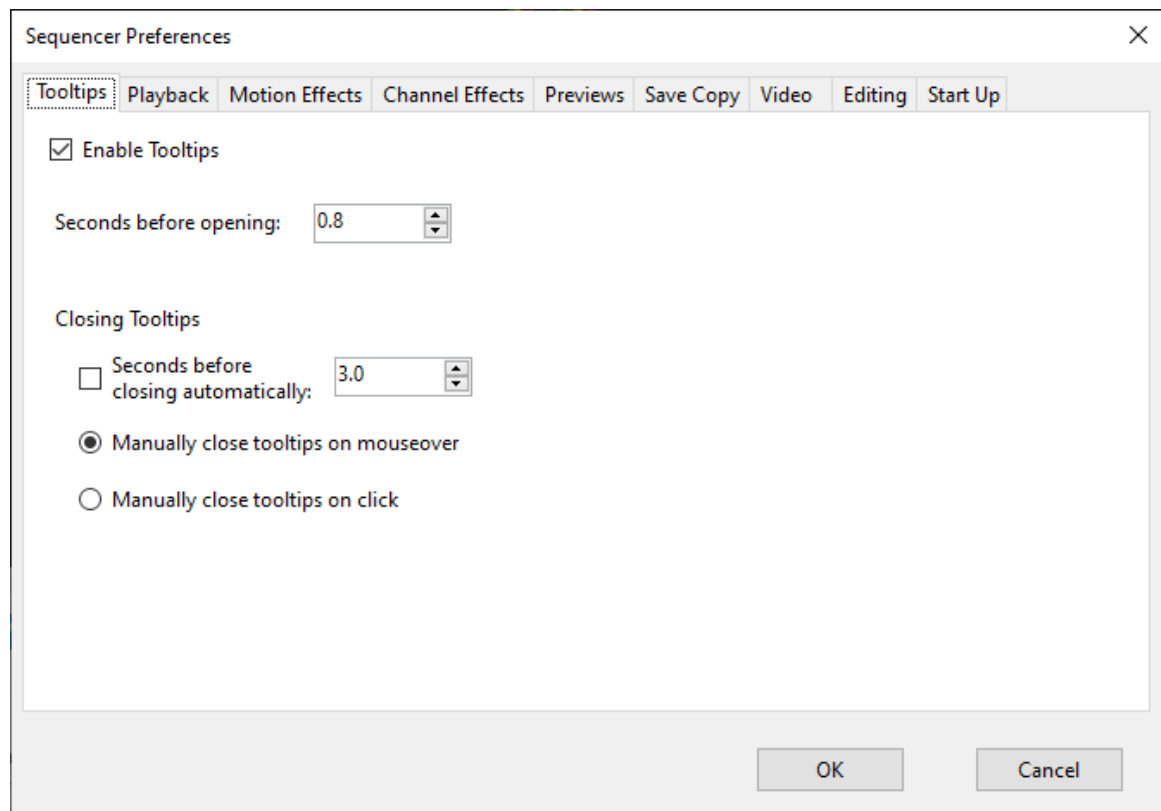 Sequencer Preferences
Tooltips Playback Motion Effects Channel Effects Previews Save Copy Video Editing Start Up
Enable Tooltips
Seconds before opening: 0.8
Closing Tooltips
Seconds before
closing automatically: 3.0
Manually close tooltips on mouseover
Manually close tooltips on click
OK Cancel